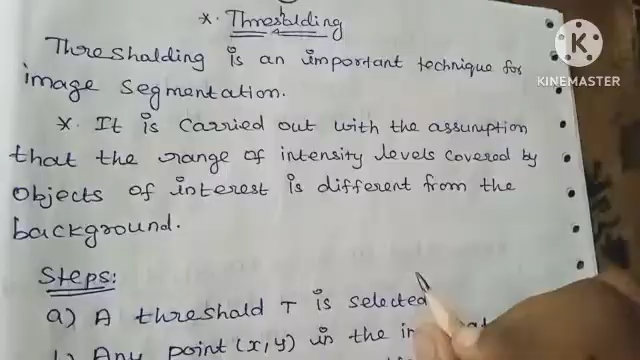 * Thresholding
Thresholding is an important technique for
image segmentation.
* It is carried out with the assumption
that the range of intensity levels covered by
objects of interest is different from the
background.
Steps:
a) A threshold T is selected
Any point (x,y) in the
K
KINEMASTER